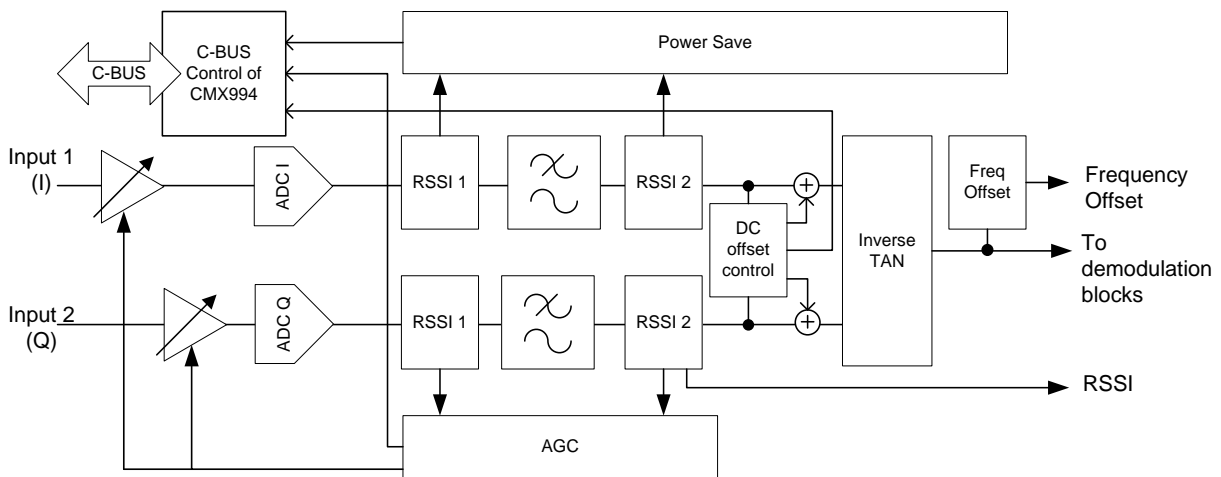 C-BUS
C-BUS
Control of
CMX994
Power Save
Input 1
(I)
ADC I
RSSI 1
RSSI 2
Freq
Offset
Frequency
Offset
DC
offset
control
Inverse
TAN
To
demodulation
blocks
Input 2
(Q)
ADC Q
RSSI 1
RSSI 2
RSSI
AGC